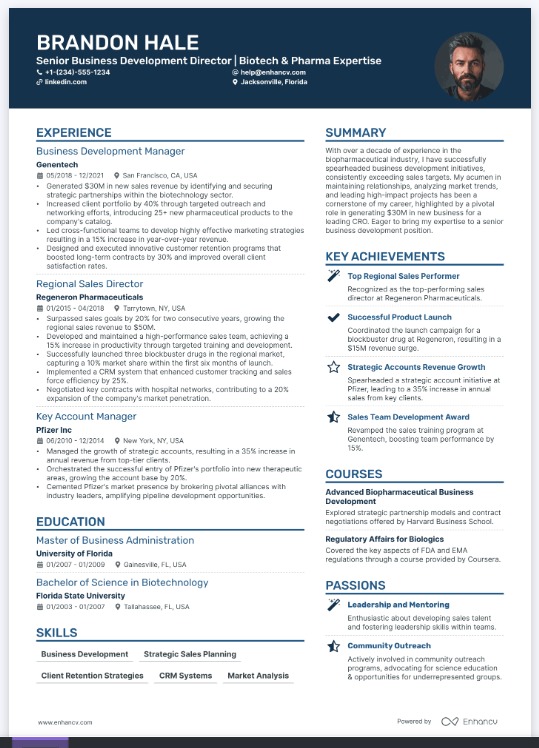 BRANDON HALE
Senior Business Development Director | Biotech & Pharma Expertise
+1-(234)-555-1234
help@enhancv.com
linkedin.com
Jacksonville, Florida
EXPERIENCE
Business Development Manager
Genentech
05/2018 - 12/2021 San Francisco, CA, USA
• Generated $30M in new sales revenue by identifying and securing
strategic partnerships within the biotechnology sector.
• Increased client portfolio by 40% through targeted outreach and
networking efforts, introducing 25+ new pharmaceutical products to the
company's catalog.
• Led cross-functional teams to develop highly effective marketing strategies
resulting in a 15% increase in year-over-year revenue.
• Designed and executed innovative customer retention programs that
boosted long-term contracts by 30% and improved overall client
satisfaction rates.
Regional Sales Director
Regeneron Pharmaceuticals
01/2015 - 04/2018 Tarrytown, NY, USA
• Surpassed sales goals by 20% for two consecutive years, growing the
regional sales revenue to $50M.
• Developed and maintained a high-performance sales team, achieving a
15% increase in productivity through targeted training and development.
• Successfully launched three blockbuster drugs in the regional market,
capturing a 10% market share within the first six months of launch.
• Implemented a CRM system that enhanced customer tracking and sales
force efficiency by 25%.
• Negotiated key contracts with hospital networks, contributing to a 20%
expansion of the company's market penetration.
Key Account Manager
Pfizer Inc
06/2010 - 12/2014 New York, NY, USA
• Managed the growth of strategic accounts, resulting in a 35% increase in
annual revenue from top-tier clients.
• Orchestrated the successful entry of Pfizer's portfolio into new therapeutic
areas, growing the account base by 20%.
• Cemented Pfizer's market presence by brokering pivotal alliances with
industry leaders, amplifying pipeline development opportunities.
EDUCATION
Master of Business Administration
University of Florida
01/2007 - 01/2009 Gainesville, FL, USA
Bachelor of Science in Biotechnology
Florida State University
01/2003 - 01/2007 Tallahassee, FL, USA
SKILLS
Business Development Strategic Sales Planning
Client Retention Strategies CRM Systems Market Analysis
SUMMARY
With over a decade of experience in the
biopharmaceutical industry, I have successfully
spearheaded business development initiatives,
consistently exceeding sales targets. My acumen in
maintaining relationships, analyzing market trends,
and leading high-impact projects has been a
cornerstone of my career, highlighted by a pivotal
role in generating $30M in new business for a
leading CRO. Eager to bring my expertise to a senior
business development position.
KEY ACHIEVEMENTS
Top Regional Sales Performer
Recognized as the top-performing sales
director at Regeneron Pharmaceuticals.
Successful Product Launch
Coordinated the launch campaign for a
blockbuster drug at Regeneron, resulting in a
$15M revenue surge.
Strategic Accounts Revenue Growth
Spearheaded a strategic account initiative at
Pfizer, leading to a 35% increase in annual
sales from key clients.
Sales Team Development Award
Revamped the sales training program at
Genentech, boosting team performance by
15%.
COURSES
Advanced Biopharmaceutical Business
Development
Explored strategic partnership models and contract
negotiations offered by Harvard Business School.
Regulatory Affairs for Biologics
Covered the key aspects of FDA and EMA
regulations through a course provided by Coursera.
PASSIONS
Leadership and Mentoring
Enthusiastic about developing sales talent
and fostering leadership skills within teams.
Community Outreach
Actively involved in community outreach
programs, advocating for science education
& opportunities for underrepresented groups.
www.enhancv.com
Powered by Enhancv